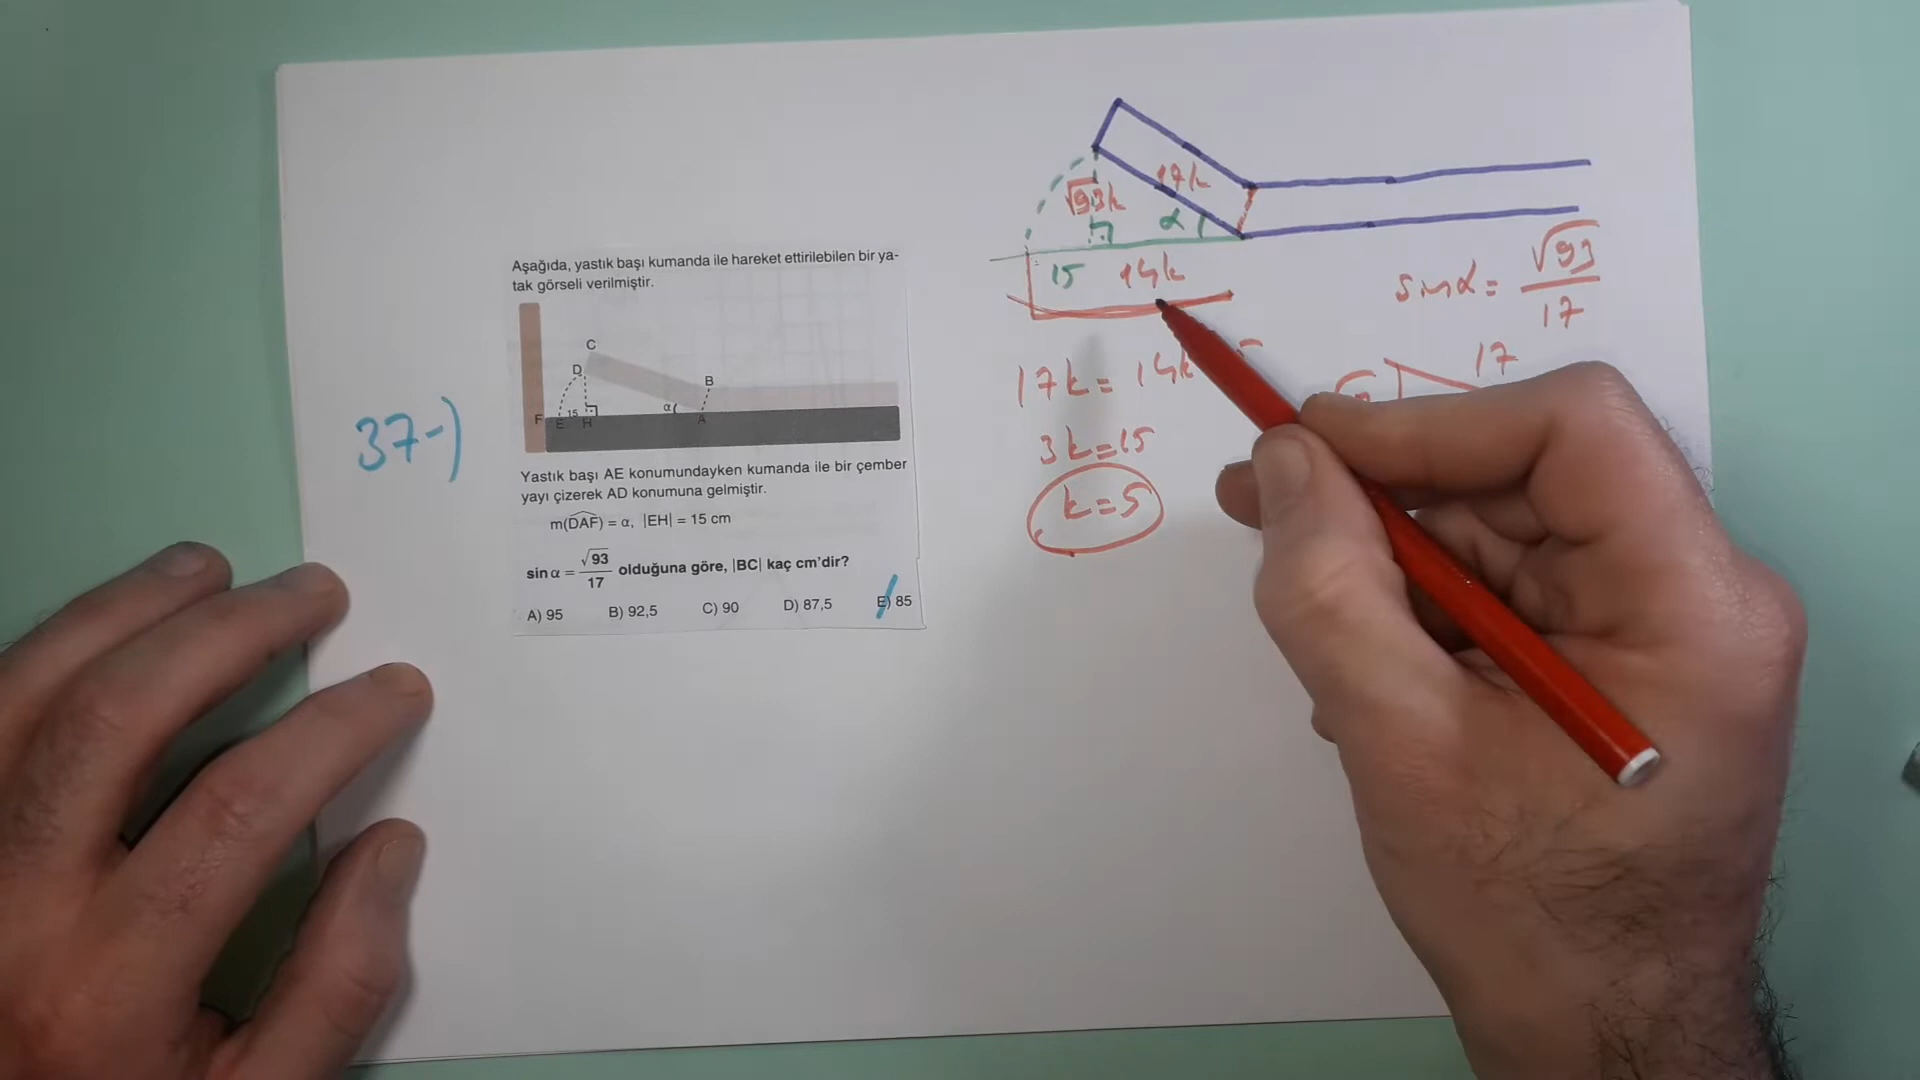 37-)
Aşağıda, yastık başı kumanda ile hareket ettirilebilen bir ya-
tak görseli verilmiştir.
C
D
B
α
F
E
15
H
A
Yastık başı AE konumundayken kumanda ile bir çember
yayı çizerek AD konumuna gelmiştir.
m(DAF) = α, |EH| = 15 cm
sin α = √93/17 olduğuna göre, |BC| kaç cm'dir?
A) 95 B) 92,5 C) 90 D) 87,5 E) 85
√93k
17k
α
15
14k
sinα = √93/17
17k = 14k
17
3k = 15
k = 5